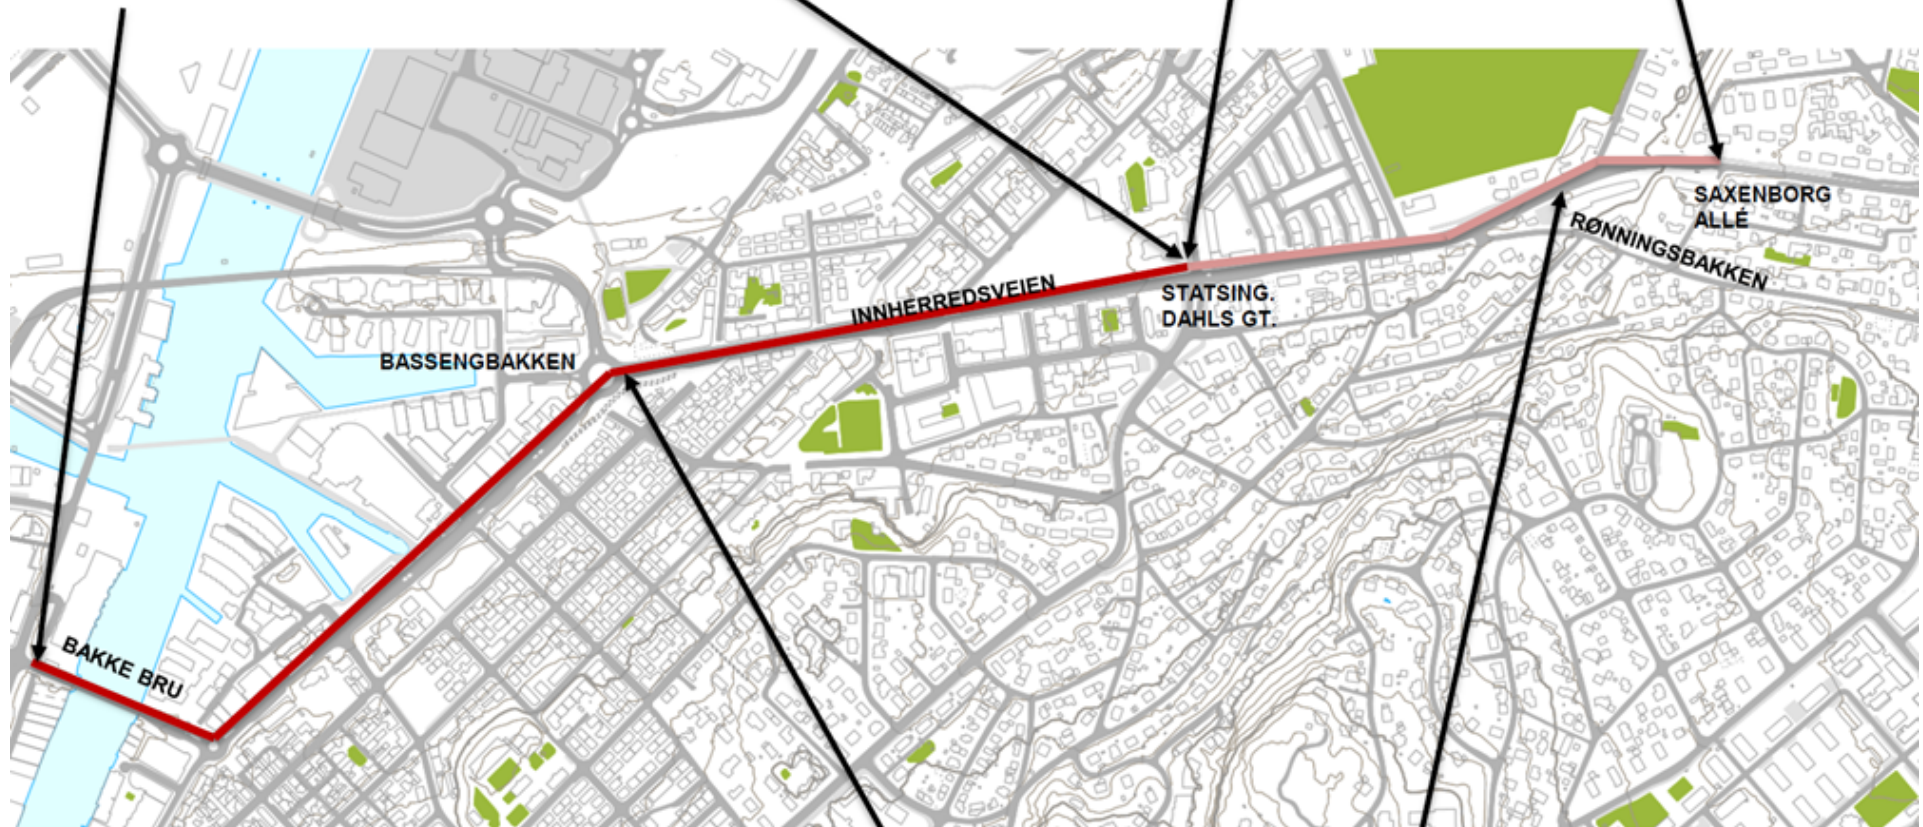 SAXENBORG
ALLÉ
RØNNINGSBAKKEN
INNHERREDSVEIEN
STATSING.
DAHLS GT.
BASSENGBAKKEN
BAKKE BRU